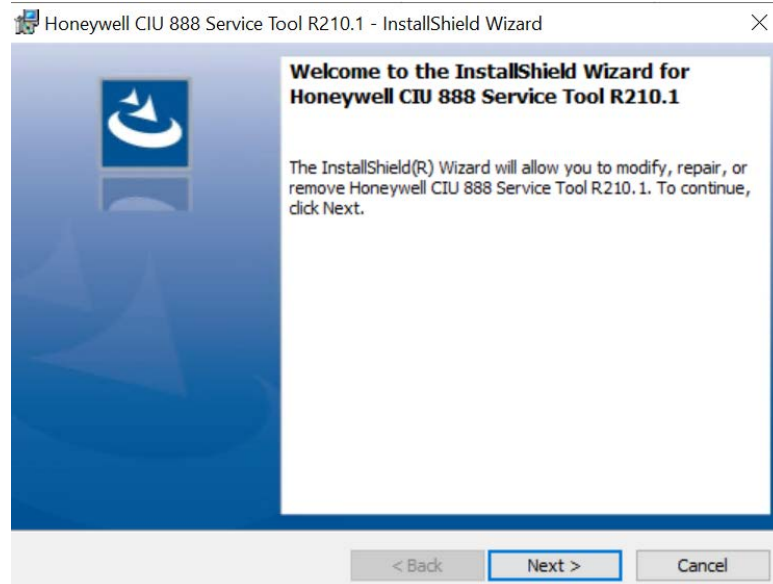 Honeywell CIU 888 Service Tool R210.1 - InstallShield Wizard
Welcome to the InstallShield Wizard for
Honeywell CIU 888 Service Tool R210.1
The InstallShield(R) Wizard will allow you to modify, repair, or
remove Honeywell CIU 888 Service Tool R210.1. To continue,
click Next.
< Back Next > Cancel